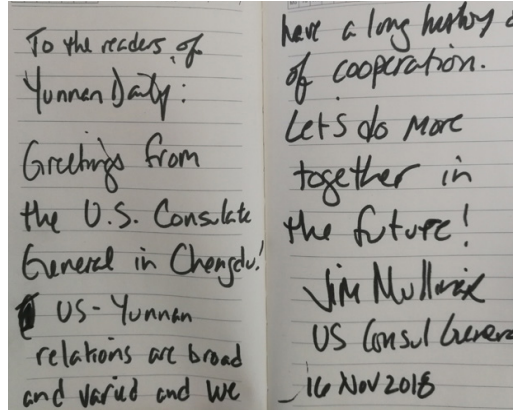 To the readers of
Yunnan Daily:
Greetings from
the U.S. Consulate
General in Chengdu!
US-Yunnan
relations are broad
and varied and we
have a long history
of cooperation.
Let's do more
together in
the future!
Jim Mullinax
US Consul General
16 Nov 2018